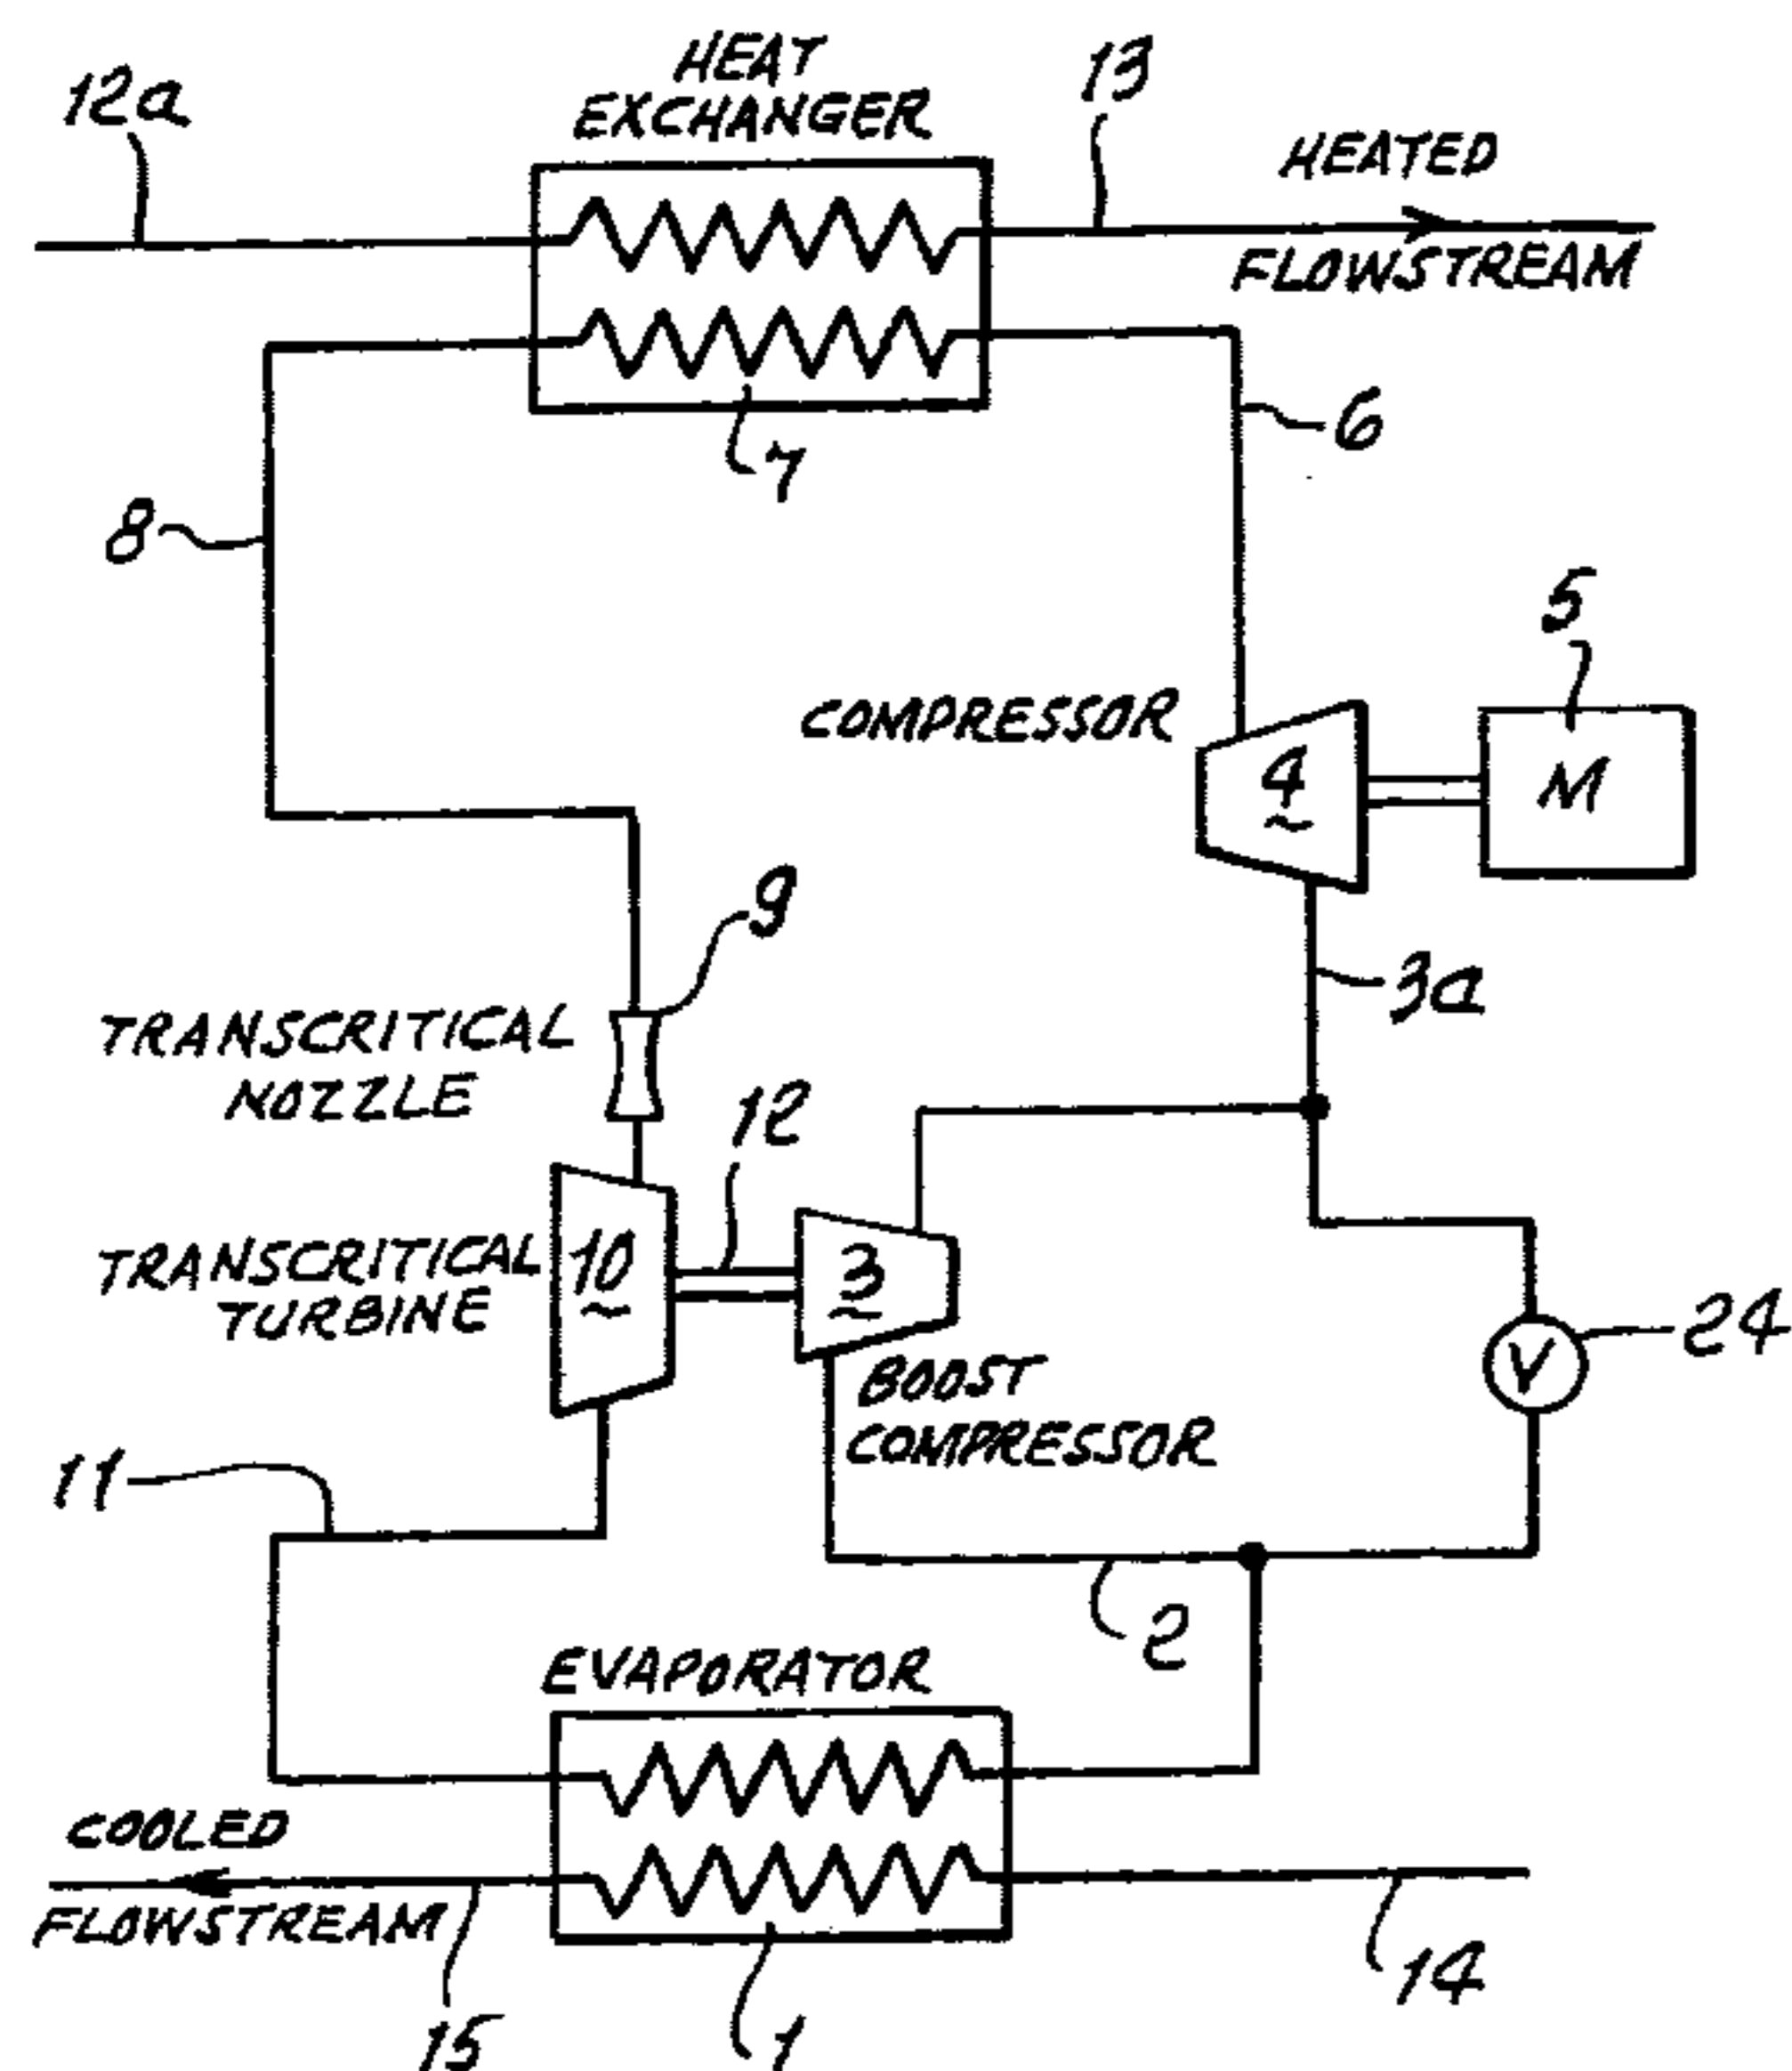 HEAT
EXCHANGER
12a
13
HEATED
FLOWSTREAM
7
6
8
5
COMPRESSOR
4
M
9
3a
TRANSCRITICAL
NOZZLE
12
TRANSCRITICAL
TURBINE
10
3
24
V
BOOST
COMPRESSOR
11
2
EVAPORATOR
COOLED
FLOWSTREAM
14
15
1